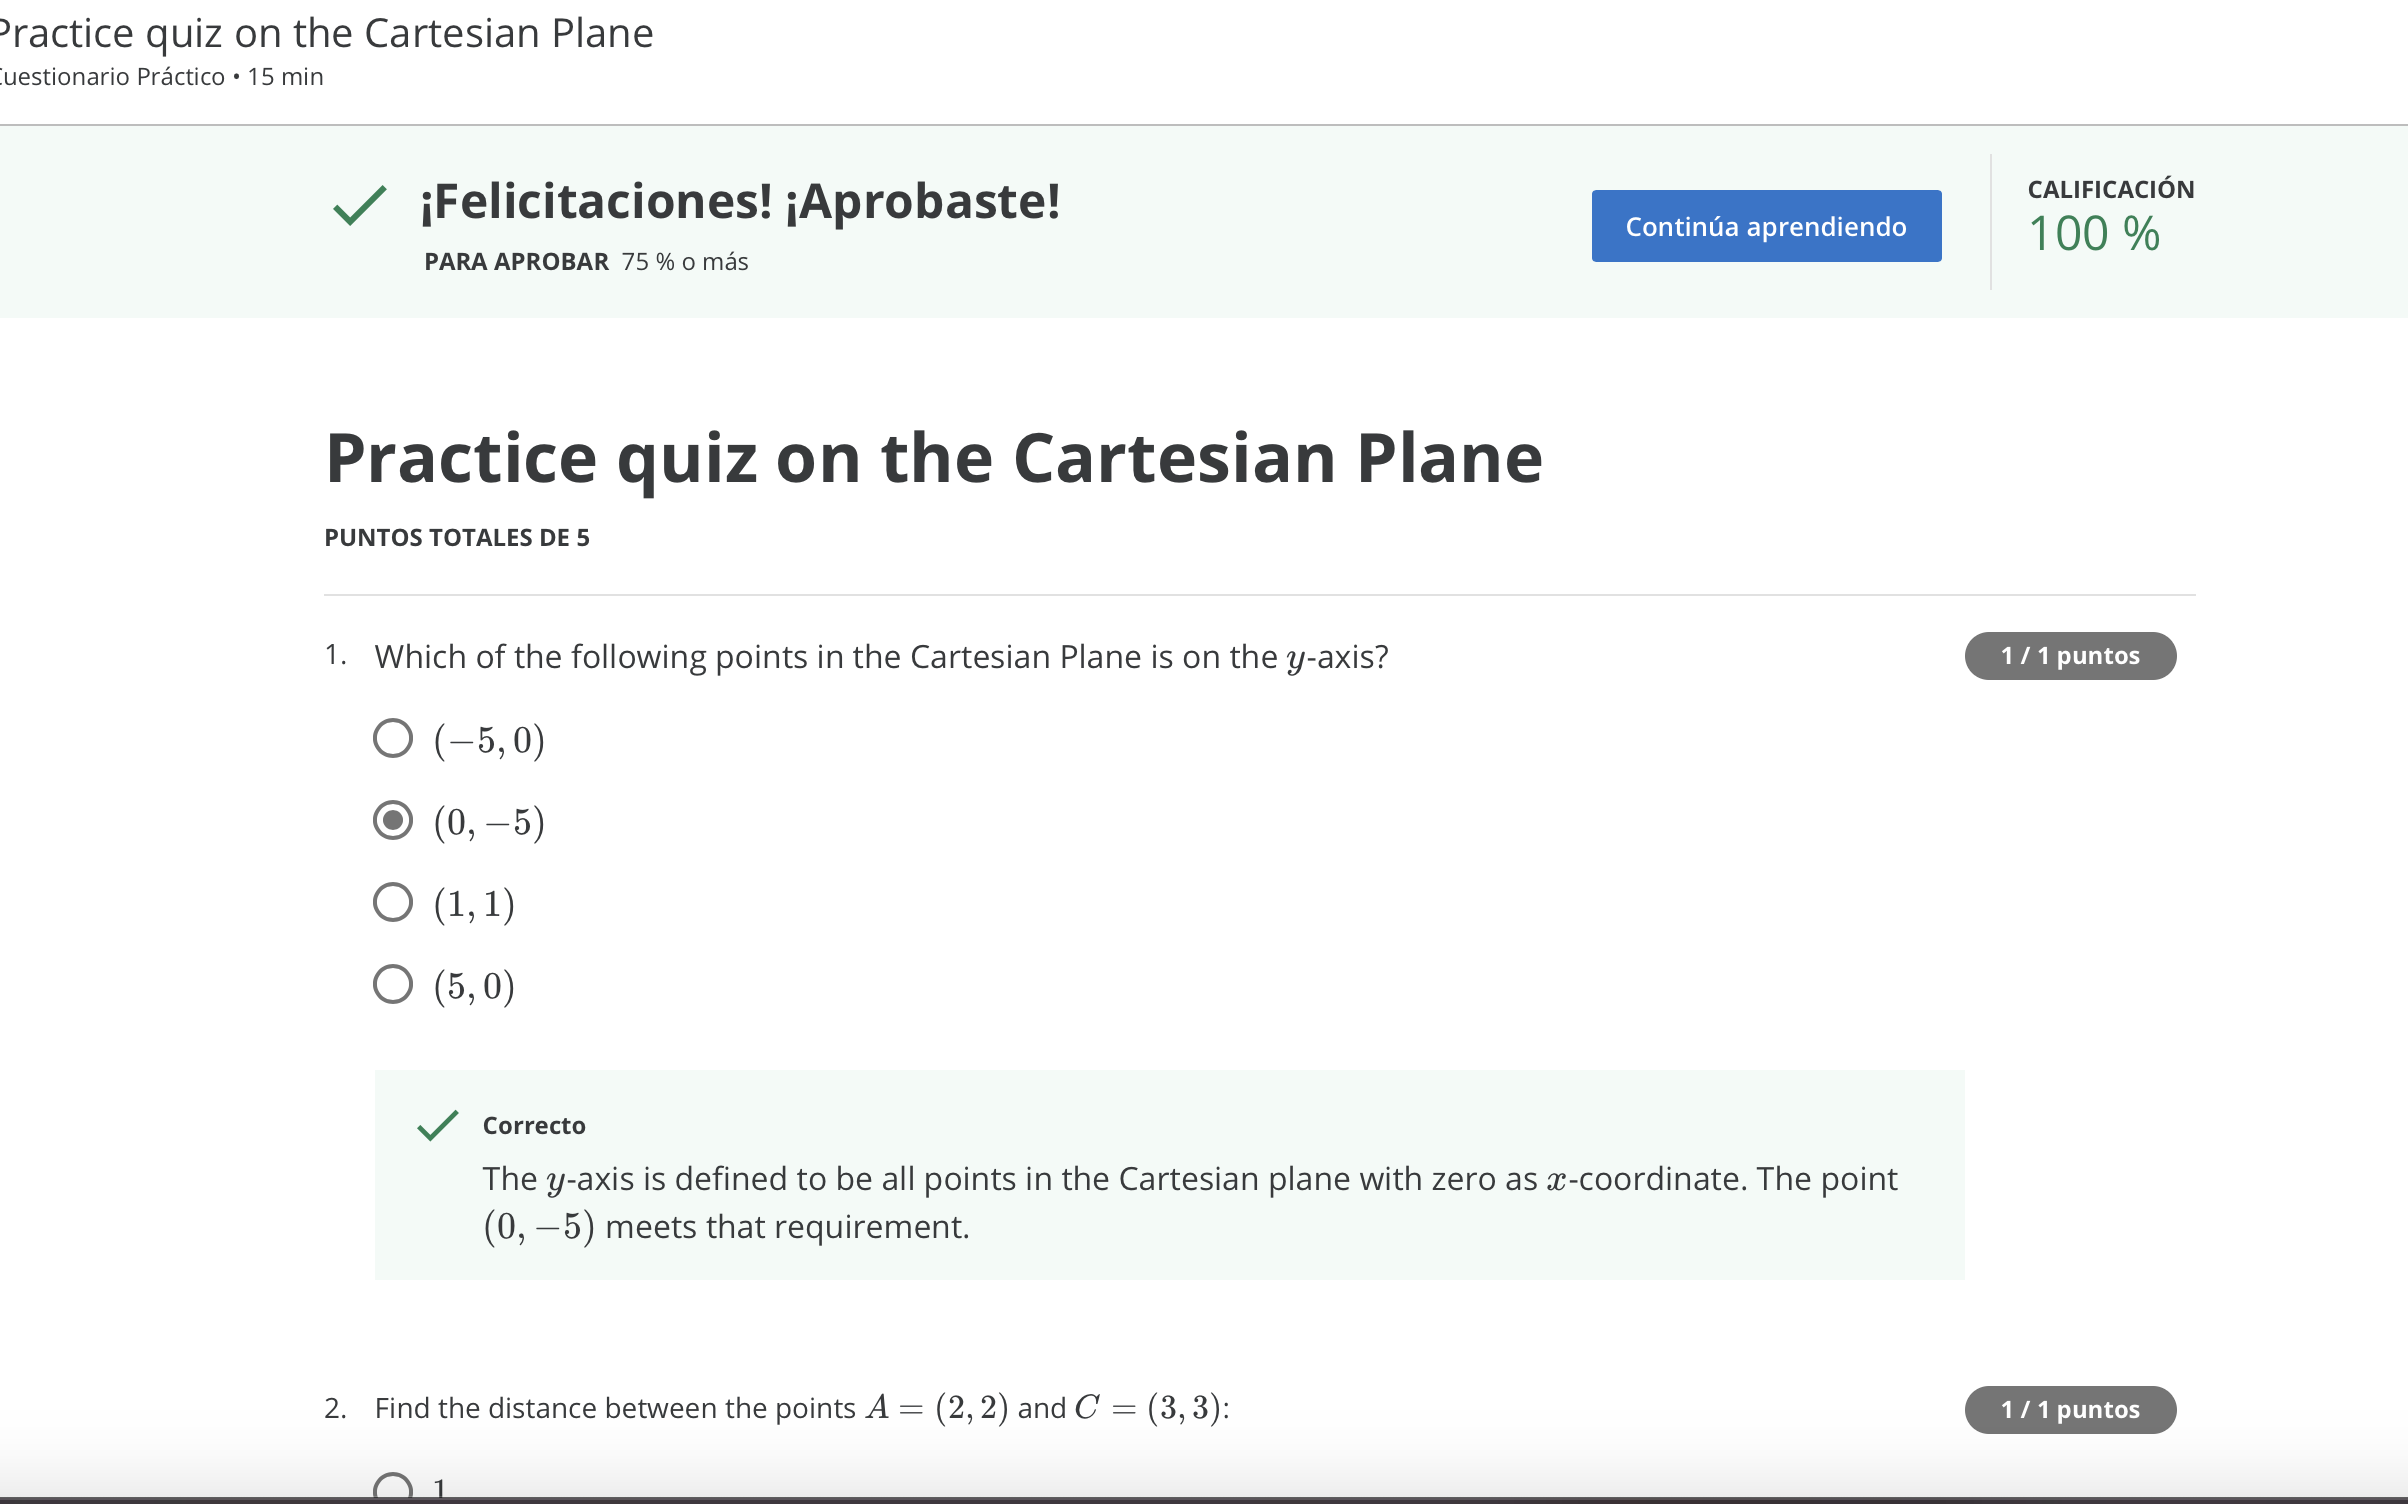 Practice quiz on the Cartesian Plane
Cuestionario Práctico • 15 min
¡Felicitaciones! ¡Aprobaste!
PARA APROBAR 75 % o más
Continúa aprendiendo
CALIFICACIÓN
100 %
Practice quiz on the Cartesian Plane
PUNTOS TOTALES DE 5
1. Which of the following points in the Cartesian Plane is on the y-axis?
1 / 1 puntos
(−5, 0)
(0, −5)
(1, 1)
(5, 0)
Correcto
The y-axis is defined to be all points in the Cartesian plane with zero as x-coordinate. The point
(0, −5) meets that requirement.
2. Find the distance between the points A = (2, 2) and C = (3, 3):
1 / 1 puntos
1